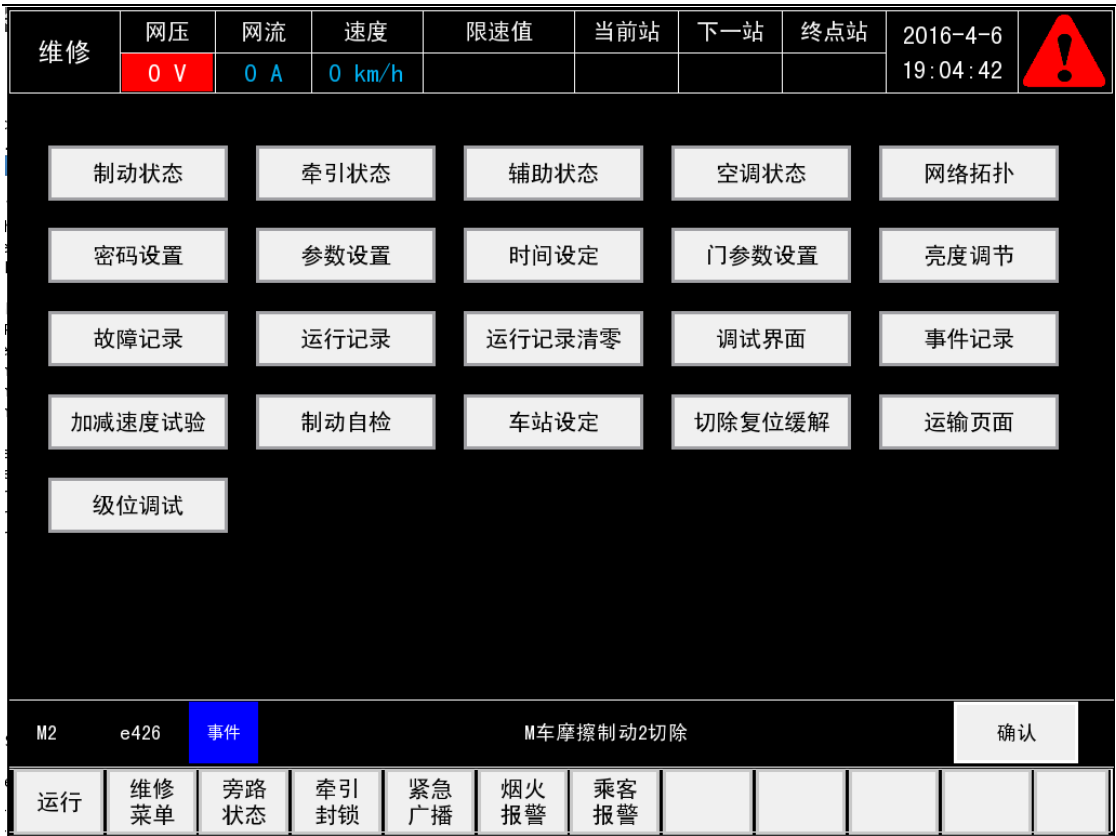 维修 网压 网流 速度 限速值 当前站 下一站 终点站 2016-4-6
0 V 0 A 0 km/h 19:04:42
制动状态 牵引状态 辅助状态 空调状态 网络拓扑
密码设置 参数设置 时间设定 门参数设置 亮度调节
故障记录 运行记录 运行记录清零 调试界面 事件记录
加减速度试验 制动自检 车站设定 切除复位缓解 运输页面
级位调试
M2 e426 事件 M车摩擦制动2切除 确认
运行 维修 旁路 牵引 紧急 烟火 乘客
菜单 状态 封锁 广播 报警 报警